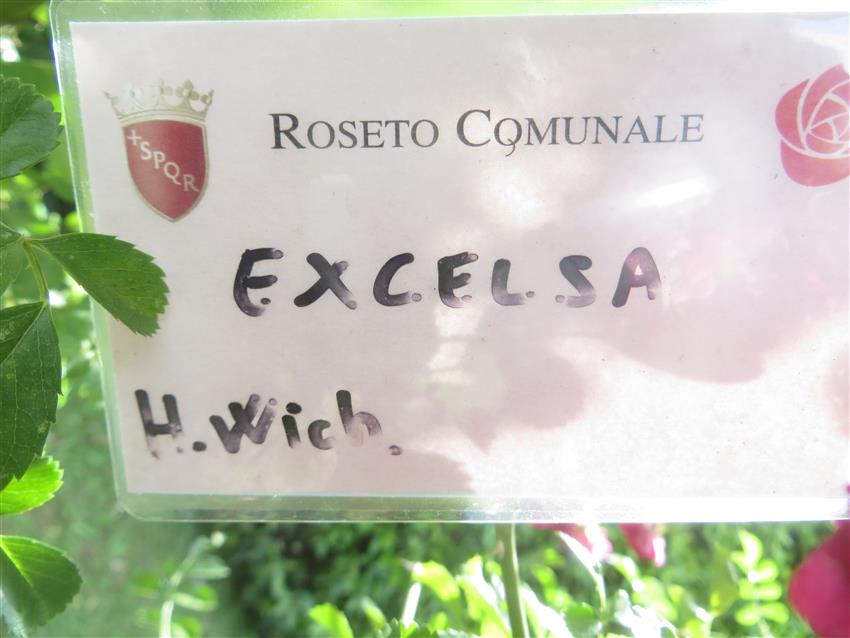 ROSETO COMUNALE
+SPQR
EXCELSA
H. Wich.